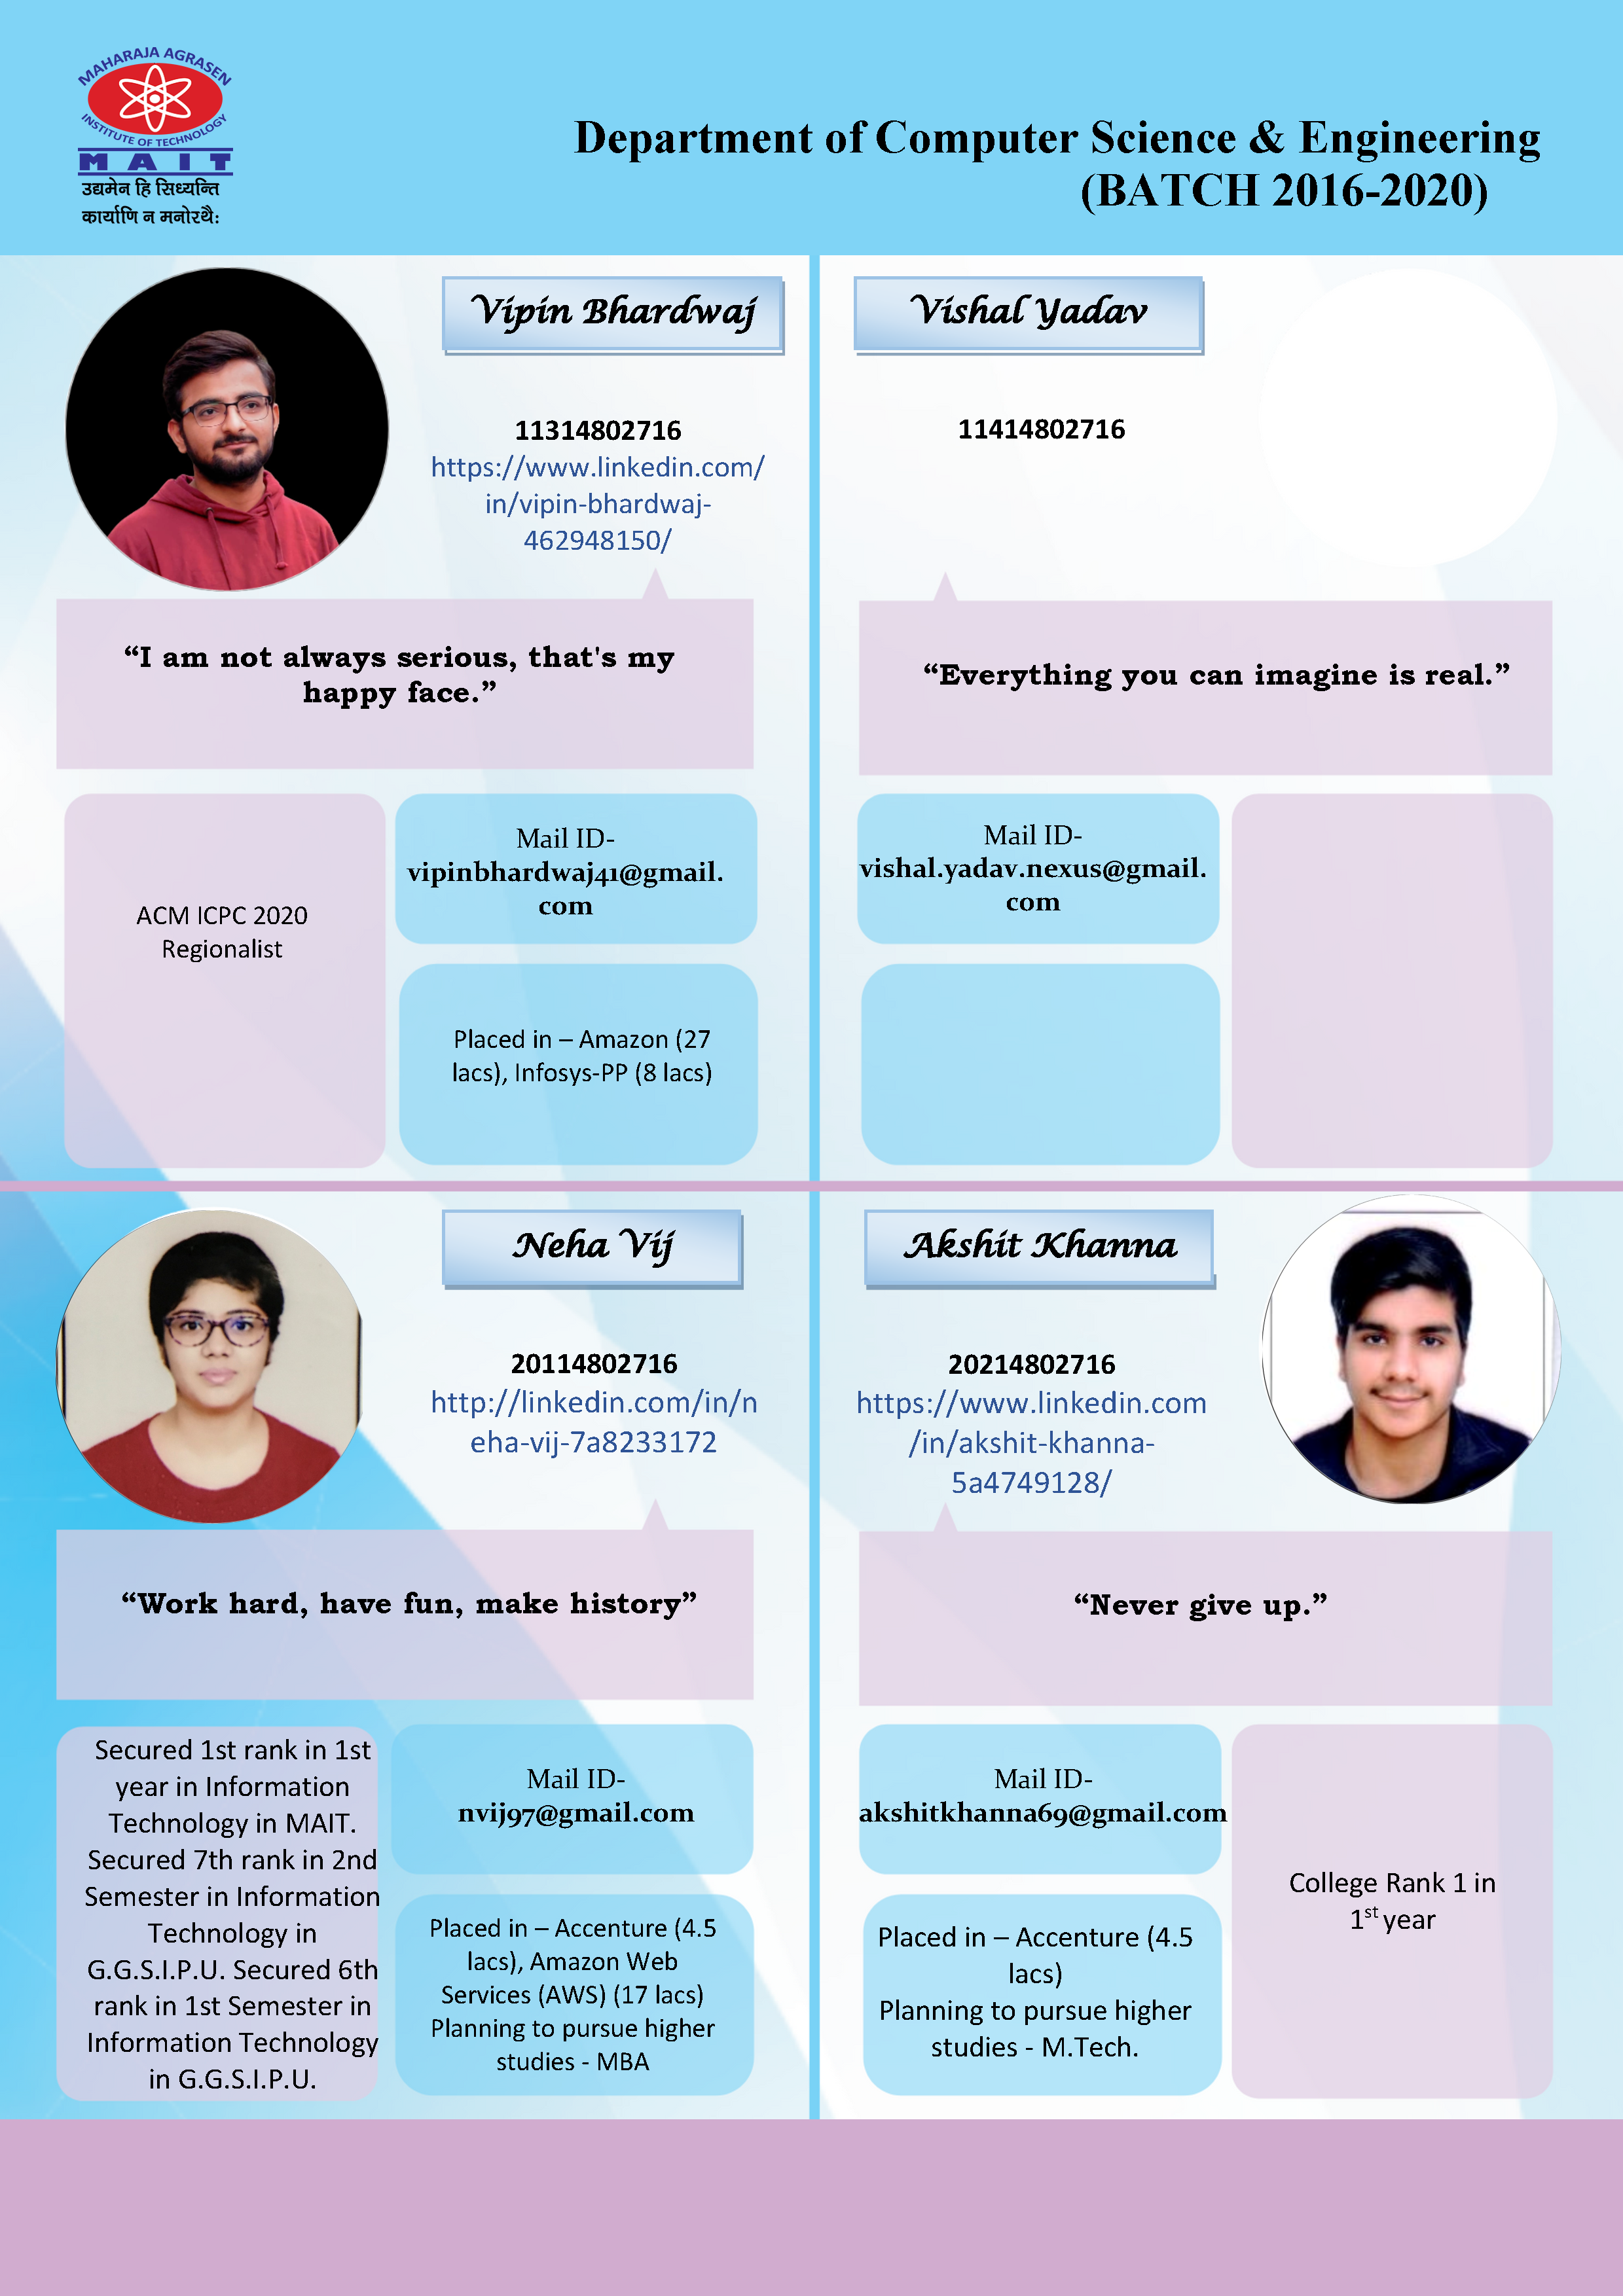 MAHARAJA AGRASEN
INSTITUTE OF TECHNOLOGY
MAIT
उद्यमेन हि सिध्यन्ति
कार्याणि न मनोरथै:
Department of Computer Science & Engineering
(BATCH 2016-2020)
Vipin Bhardwaj
11314802716
https://www.linkedin.com/
in/vipin-bhardwaj-
462948150/
“I am not always serious, that's my
happy face.”
ACM ICPC 2020
Regionalist
Mail ID-
vipinbhardwaj41@gmail.
com
Placed in – Amazon (27
lacs), Infosys-PP (8 lacs)
Vishal Yadav
11414802716
“Everything you can imagine is real.”
Mail ID-
vishal.yadav.nexus@gmail.
com
Neha Vij
20114802716
http://linkedin.com/in/n
eha-vij-7a8233172
“Work hard, have fun, make history”
Secured 1st rank in 1st
year in Information
Technology in MAIT.
Secured 7th rank in 2nd
Semester in Information
Technology in
G.G.S.I.P.U. Secured 6th
rank in 1st Semester in
Information Technology
in G.G.S.I.P.U.
Mail ID-
nvij97@gmail.com
Placed in – Accenture (4.5
lacs), Amazon Web
Services (AWS) (17 lacs)
Planning to pursue higher
studies - MBA
Akshit Khanna
20214802716
https://www.linkedin.com
/in/akshit-khanna-
5a4749128/
“Never give up.”
Mail ID-
akshitkhanna69@gmail.com
Placed in – Accenture (4.5
lacs)
Planning to pursue higher
studies - M.Tech.
College Rank 1 in
1st year